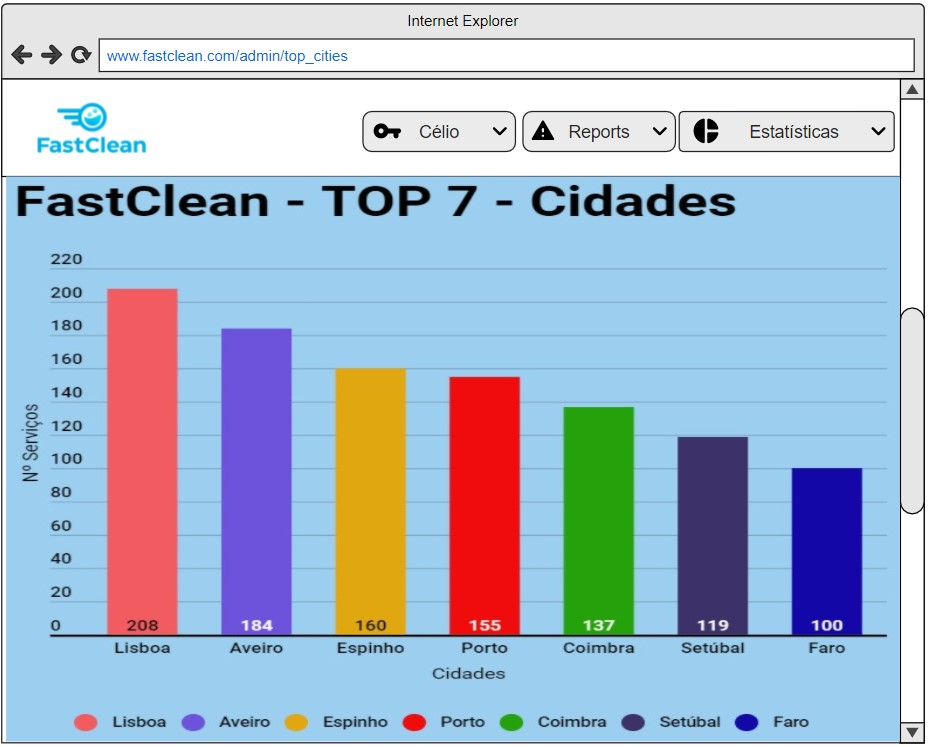 Internet Explorer
www.fastclean.com/admin/top_cities
FastClean
Célio
Reports
Estatísticas
FastClean - TOP 7 - Cidades
220
200
180
160
140
120
100
80
60
40
20
0
Nº Serviços
208 184 160 155 137 119 100
Lisboa Aveiro Espinho Porto Coimbra Setúbal Faro
Cidades
Lisboa Aveiro Espinho Porto Coimbra Setúbal Faro